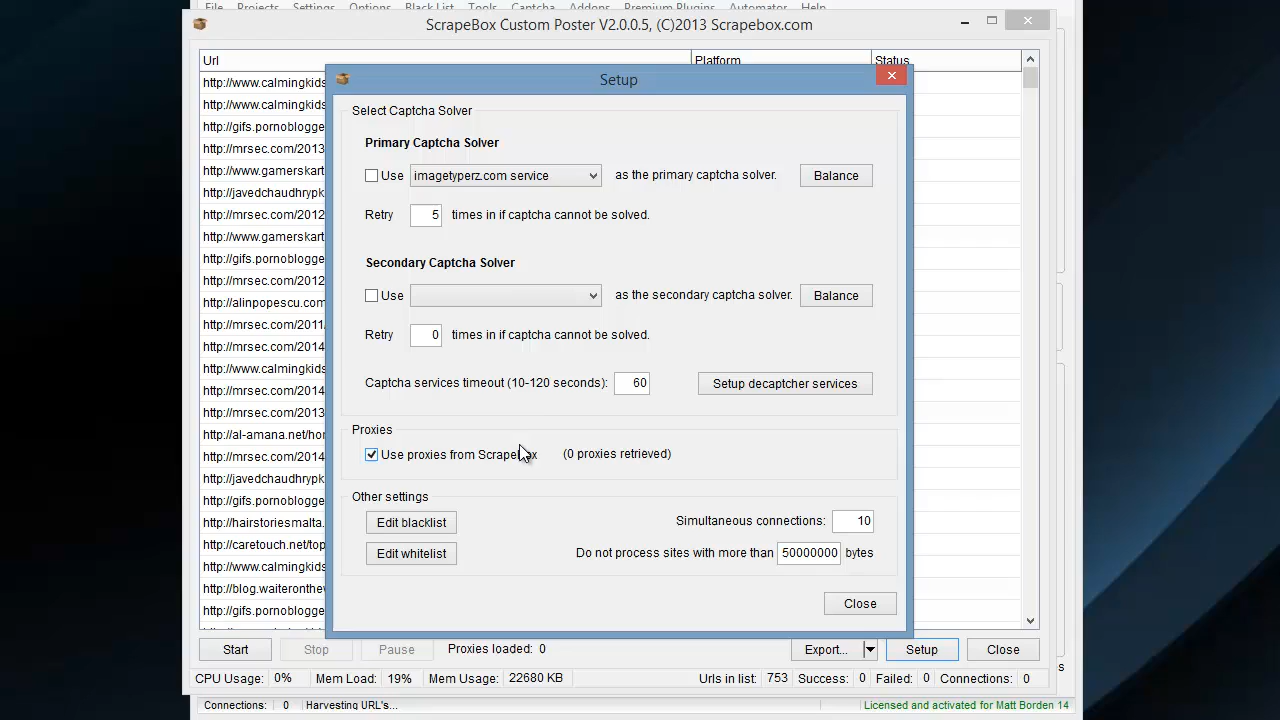 File Projects Settings Options Black List Tools Captcha Addons Premium Plugins Automator Help
ScrapeBox Custom Poster V2.0.0.5, (C)2013 Scrapebox.com
Url Platform Status
Setup
http://www.calmingkids
http://www.calmingkids
http://gifs.pornoblogge
http://mrsec.com/2013
http://www.gamerskart
http://javedchaudhrypk
http://mrsec.com/2012
http://www.gamerskart
http://gifs.pornoblogge
http://mrsec.com/2012
http://alinpopescu.com
http://mrsec.com/2011/
http://mrsec.com/2014
http://www.calmingkids
http://mrsec.com/2014
http://mrsec.com/2013
http://al-amana.net/hor
http://mrsec.com/2014
http://javedchaudhrypk
http://gifs.pornoblogge
http://hairstoriesmalta.
http://caretouch.net/top
http://www.calmingkids
http://blog.waiteronthe
http://gifs.pornoblogge
Select Captcha Solver
Primary Captcha Solver
Use imagetyperz.com service as the primary captcha solver. Balance
Retry 5 times in if captcha cannot be solved.
Secondary Captcha Solver
Use as the secondary captcha solver. Balance
Retry 0 times in if captcha cannot be solved.
Captcha services timeout (10-120 seconds): 60 Setup decaptcher services
Proxies
Use proxies from ScrapeBox (0 proxies retrieved)
Other settings
Edit blacklist Simultaneous connections: 10
Edit whitelist Do not process sites with more than 50000000 bytes
Close
Start Stop Pause Proxies loaded: 0 Export... Setup Close
CPU Usage: 0% Mem Load: 19% Mem Usage: 22680 KB Urls in list: 753 Success: 0 Failed: 0 Connections: 0
Connections: 0 Harvesting URL's... Licensed and activated for Matt Borden 14